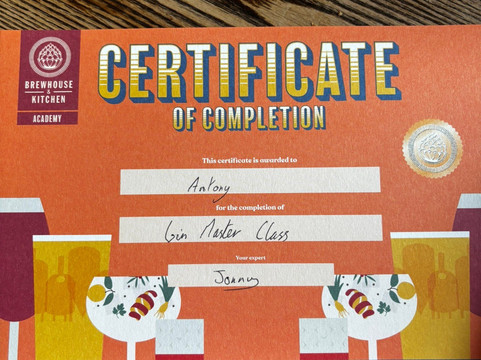 BREWHOUSE
&
KITCHEN
ACADEMY
CERTIFICATE
OF COMPLETION
This certificate is awarded to
Antony
for the completion of
Gin Master Class
Your expert
Jonny